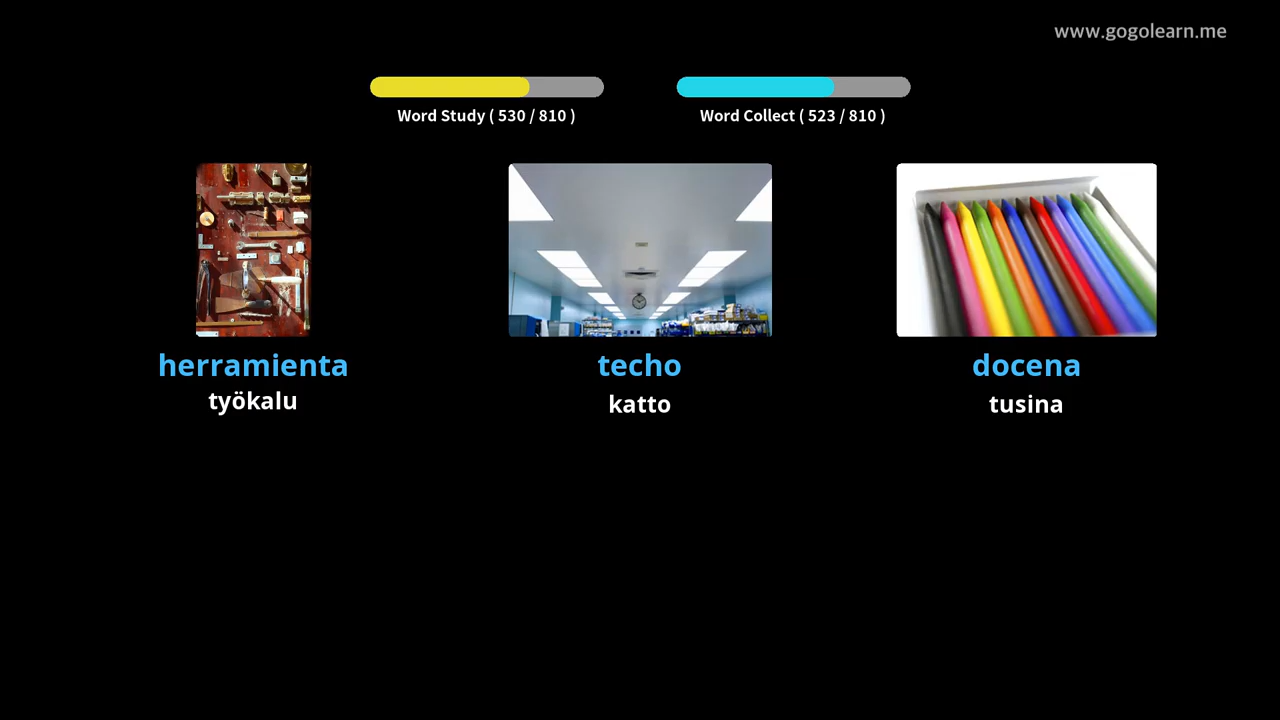 www.gogolearn.me
Word Study ( 530 / 810 )
Word Collect ( 523 / 810 )
herramienta
työkalu
techo
katto
docena
tusina